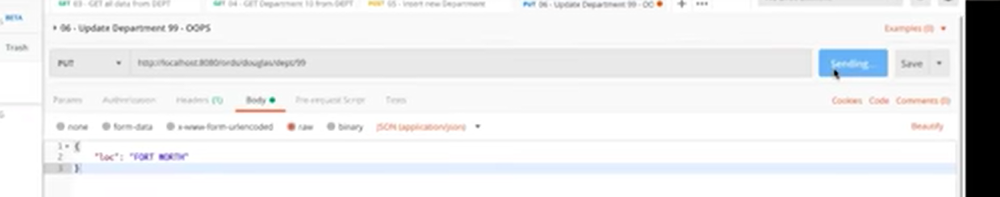 GET 03 - GET all data from DEPT GET 04 - GET Department 10 from DEPT POST 05 - Insert new Department PUT 06 - Update Department 99 - OO + •••
BETA
06 - Update Department 99 - OOPS Examples (0)
Trash
PUT http://localhost:8080/ords/douglas/dept/99 Sending... Save
Params Authorization Headers (1) Body Pre-request Script Tests Cookies Code Comments (0)
none form-data x-www-form-urlencoded raw binary JSON (application/json) Beautify
1 {
2 "loc": "FORT WORTH"
3 }